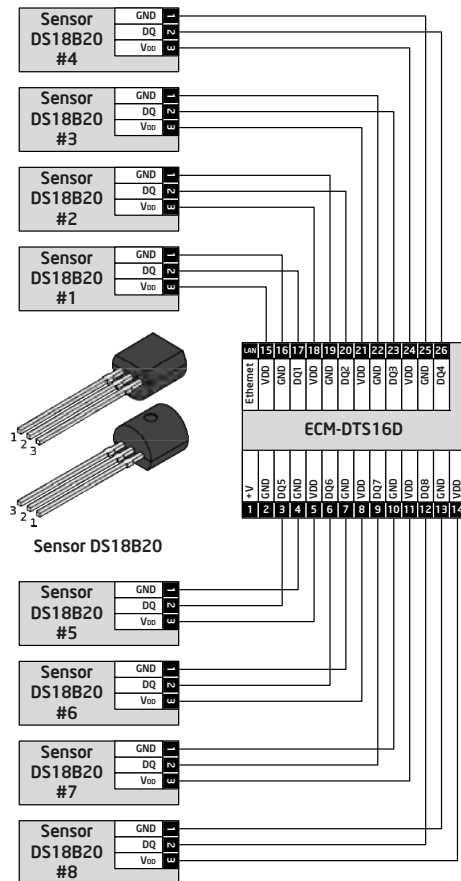 Sensor
DS18B20
#4
GND 1
DQ 2
VDD 3
Sensor
DS18B20
#3
GND 1
DQ 2
VDD 3
Sensor
DS18B20
#2
GND 1
DQ 2
VDD 3
Sensor
DS18B20
#1
GND 1
DQ 2
VDD 3
LAN 15 16 17 18 19 20 21 22 23 24 25 26
Ethernet VDD GND DQ1 VDD GND DQ2 VDD GND DQ3 VDD GND DQ4
ECM-DTS16D
+V GND DQ5 GND VDD DQ6 GND VDD DQ7 GND VDD DQ8 GND VDD
1 2 3 4 5 6 7 8 9 10 11 12 13 14
1 2 3
3 2 1
Sensor DS18B20
Sensor
DS18B20
#5
GND 1
DQ 2
VDD 3
Sensor
DS18B20
#6
GND 1
DQ 2
VDD 3
Sensor
DS18B20
#7
GND 1
DQ 2
VDD 3
Sensor
DS18B20
#8
GND 1
DQ 2
VDD 3